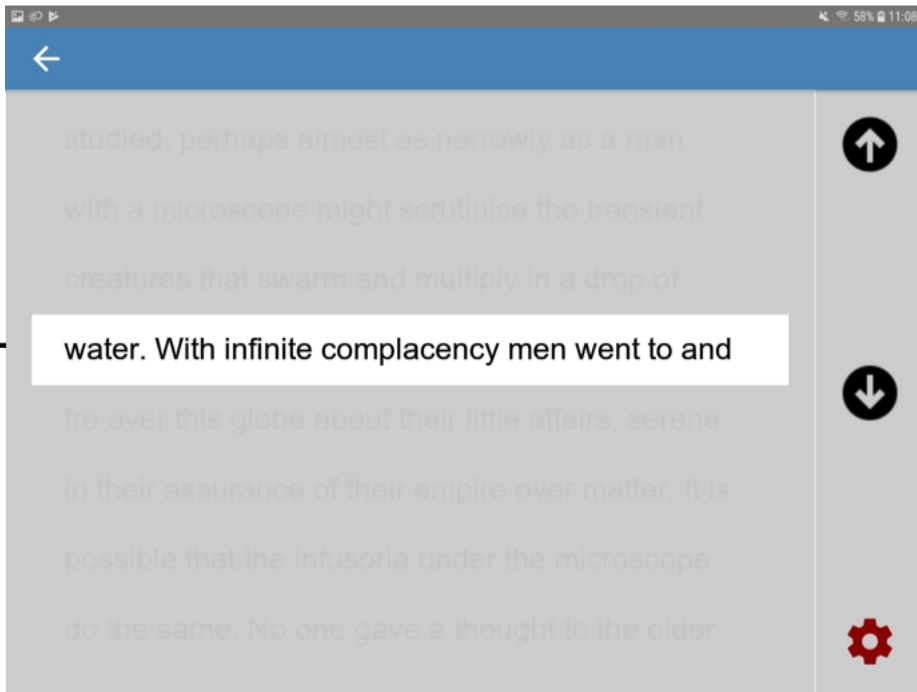 58% 11:08
studied, perhaps almost as narrowly as a man
with a microscope might scrutinise the transient
creatures that swarm and multiply in a drop of
water. With infinite complacency men went to and
fro over this globe about their little affairs, serene
in their assurance of their empire over matter. It is
possible that the infusoria under the microscope
do the same. No one gave a thought to the older